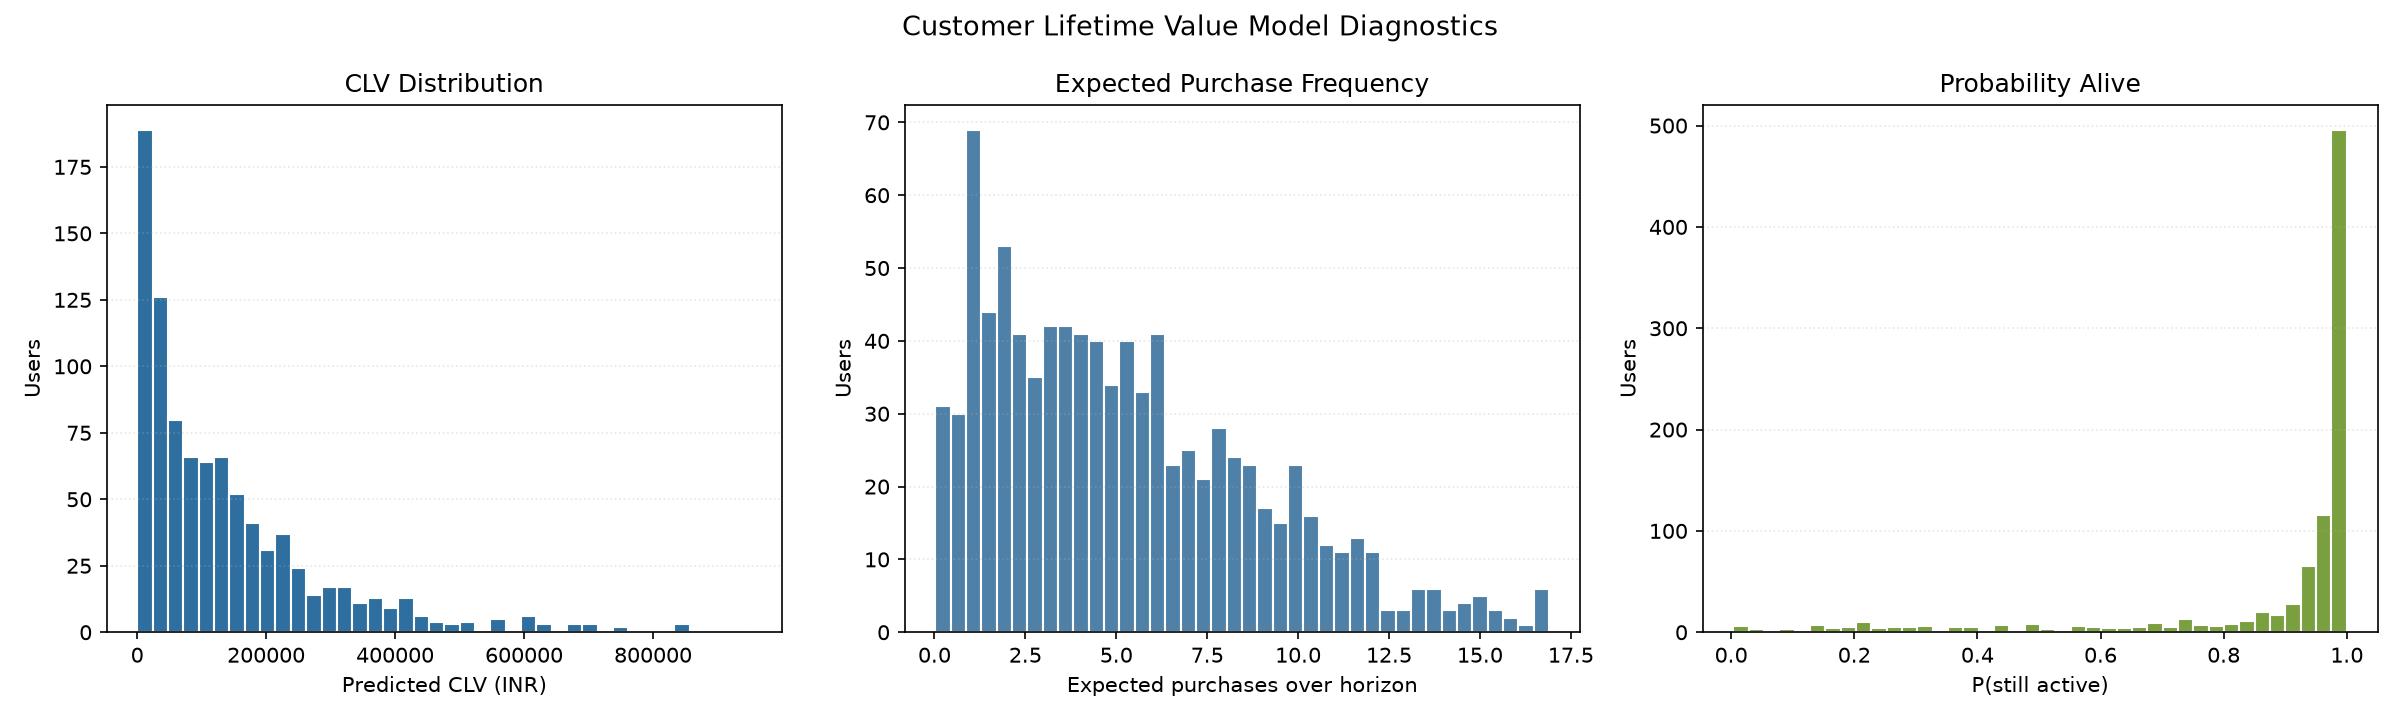 Customer Lifetime Value Model Diagnostics
CLV Distribution
Users
175
150
125
100
75
50
25
0
0 200000 400000 600000 800000
Predicted CLV (INR)
Expected Purchase Frequency
Users
70
60
50
40
30
20
10
0
0.0 2.5 5.0 7.5 10.0 12.5 15.0 17.5
Expected purchases over horizon
Probability Alive
Users
500
400
300
200
100
0
0.0 0.2 0.4 0.6 0.8 1.0
P(still active)